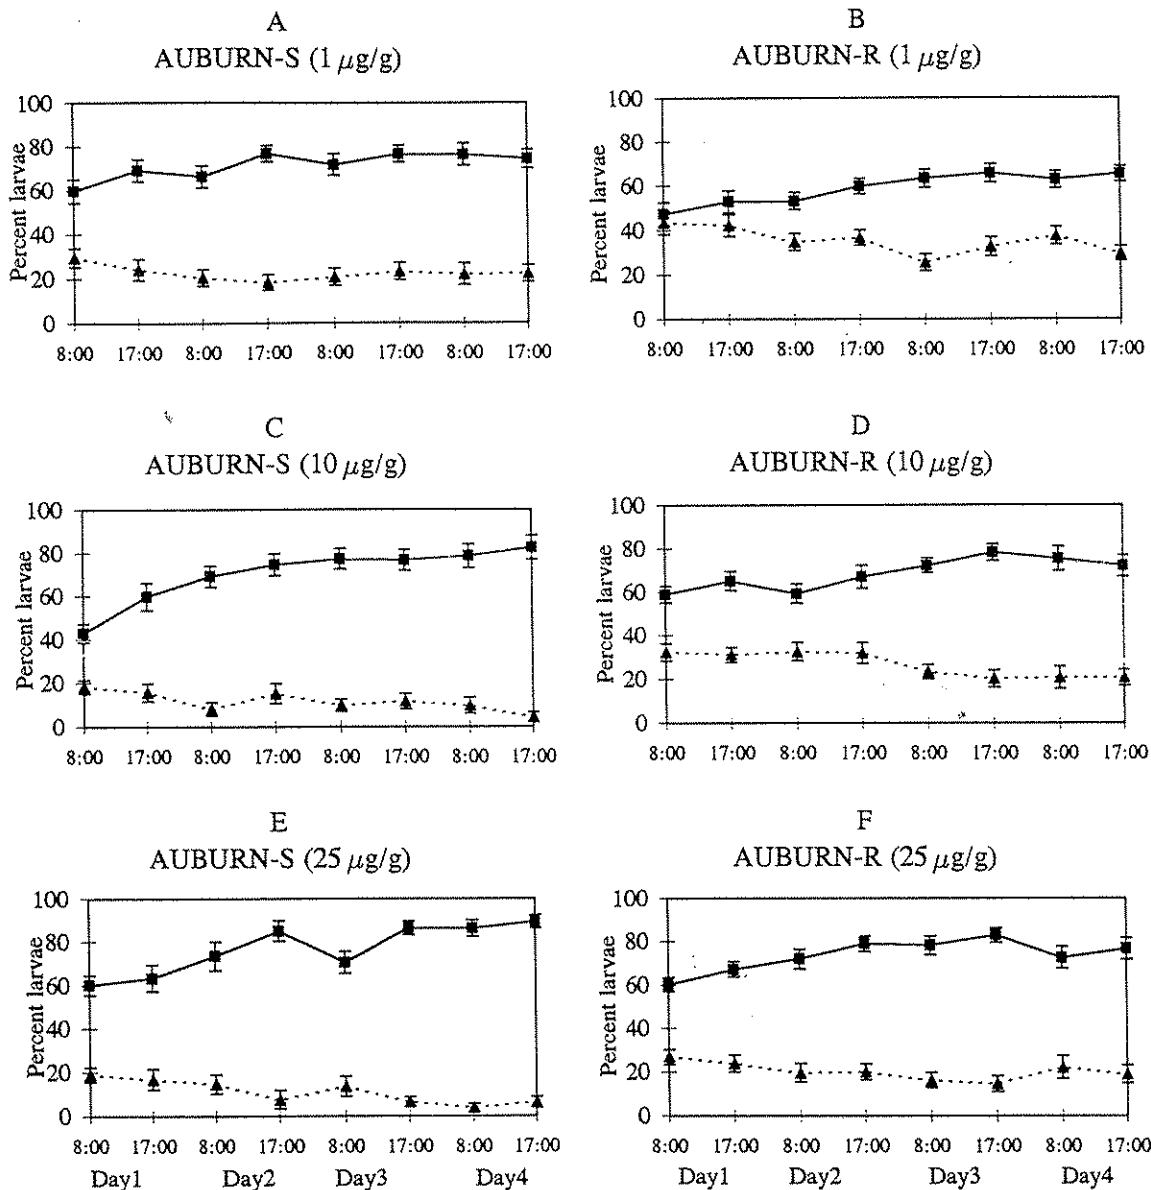 A
AUBURN-S (1 μg/g)
Percent larvae
100
80
60
40
20
0
8:00 17:00 8:00 17:00 8:00 17:00 8:00 17:00
B
AUBURN-R (1 μg/g)
Percent larvae
100
80
60
40
20
0
8:00 17:00 8:00 17:00 8:00 17:00 8:00 17:00
C
AUBURN-S (10 μg/g)
Percent larvae
100
80
60
40
20
0
8:00 17:00 8:00 17:00 8:00 17:00 8:00 17:00
D
AUBURN-R (10 μg/g)
Percent larvae
100
80
60
40
20
0
8:00 17:00 8:00 17:00 8:00 17:00 8:00 17:00
E
AUBURN-S (25 μg/g)
Percent larvae
100
80
60
40
20
0
8:00 17:00 8:00 17:00 8:00 17:00 8:00 17:00
Day1 Day2 Day3 Day4
F
AUBURN-R (25 μg/g)
Percent larvae
100
80
60
40
20
0
8:00 17:00 8:00 17:00 8:00 17:00 8:00 17:00
Day1 Day2 Day3 Day4